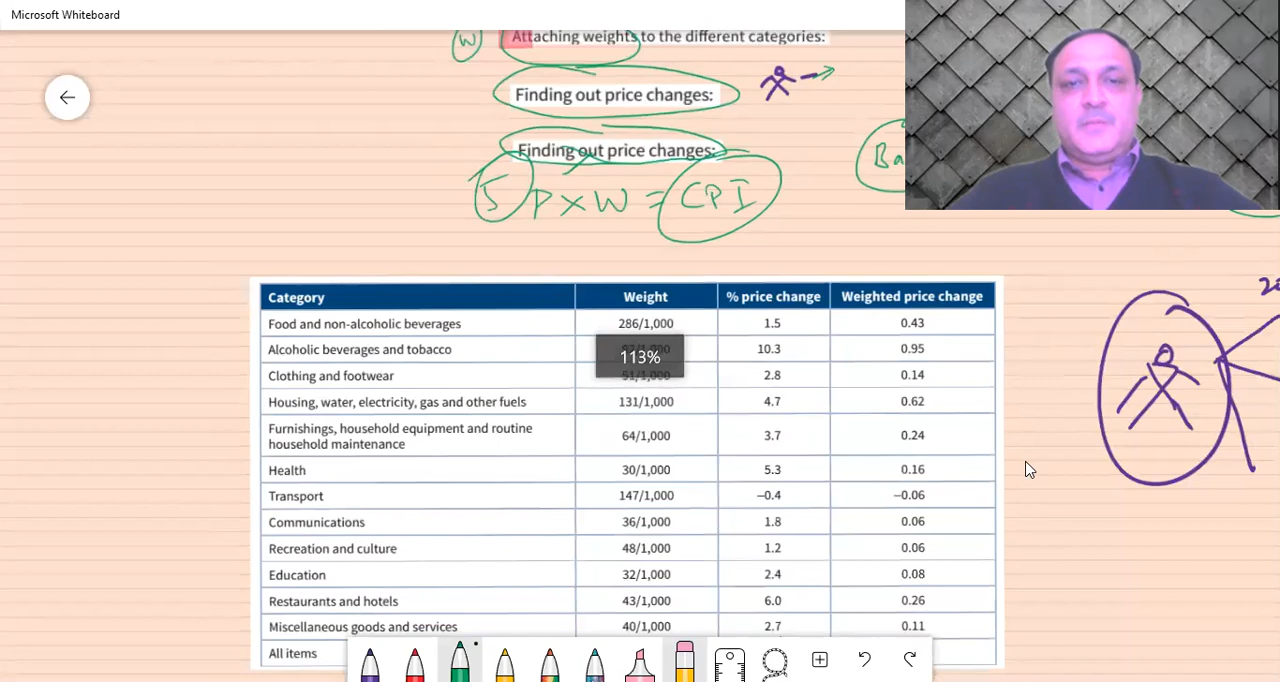 Microsoft Whiteboard
W Attaching weights to the different categories:
Finding out price changes:
Ba
Finding out price changes:
5 P X W = CPI
Category Weight % price change Weighted price change
Food and non-alcoholic beverages 286/1,000 1.5 0.43
Alcoholic beverages and tobacco 10.3 0.95
113%
Clothing and footwear 51/1,000 2.8 0.14
Housing, water, electricity, gas and other fuels 131/1,000 4.7 0.62
Furnishings, household equipment and routine
household maintenance 64/1,000 3.7 0.24
Health 30/1,000 5.3 0.16
Transport 147/1,000 –0.4 –0.06
Communications 36/1,000 1.8 0.06
Recreation and culture 48/1,000 1.2 0.06
Education 32/1,000 2.4 0.08
Restaurants and hotels 43/1,000 6.0 0.26
Miscellaneous goods and services 40/1,000 2.7 0.11
All items